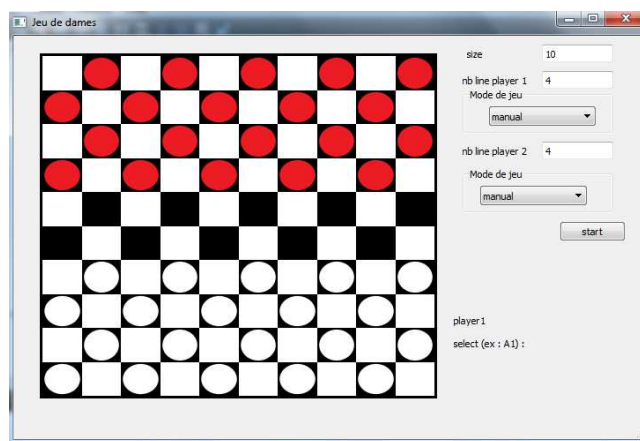 Jeu de dames
size 10
nb line player 1 4
Mode de jeu
manual
nb line player 2 4
Mode de jeu
manual
start
player1
select (ex : A1) :